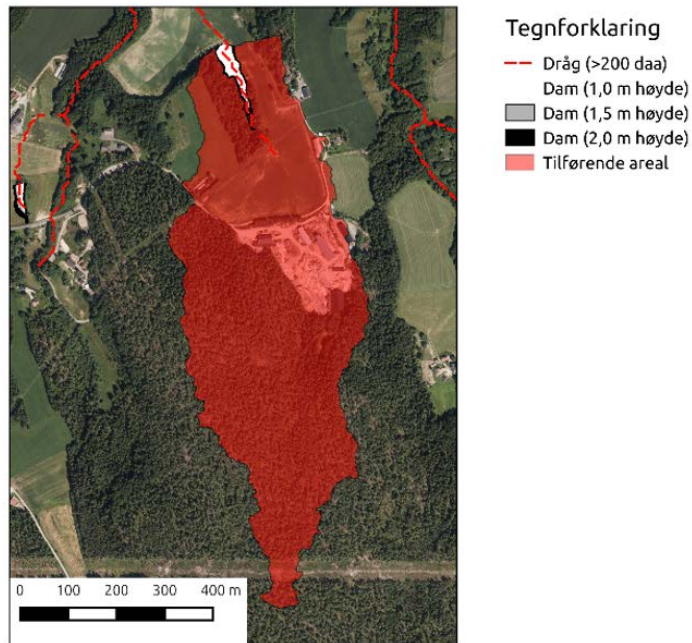 Tegnforklaring
Dråg (>200 daa)
Dam (1,0 m høyde)
Dam (1,5 m høyde)
Dam (2,0 m høyde)
Tilførende areal
0 100 200 300 400 m